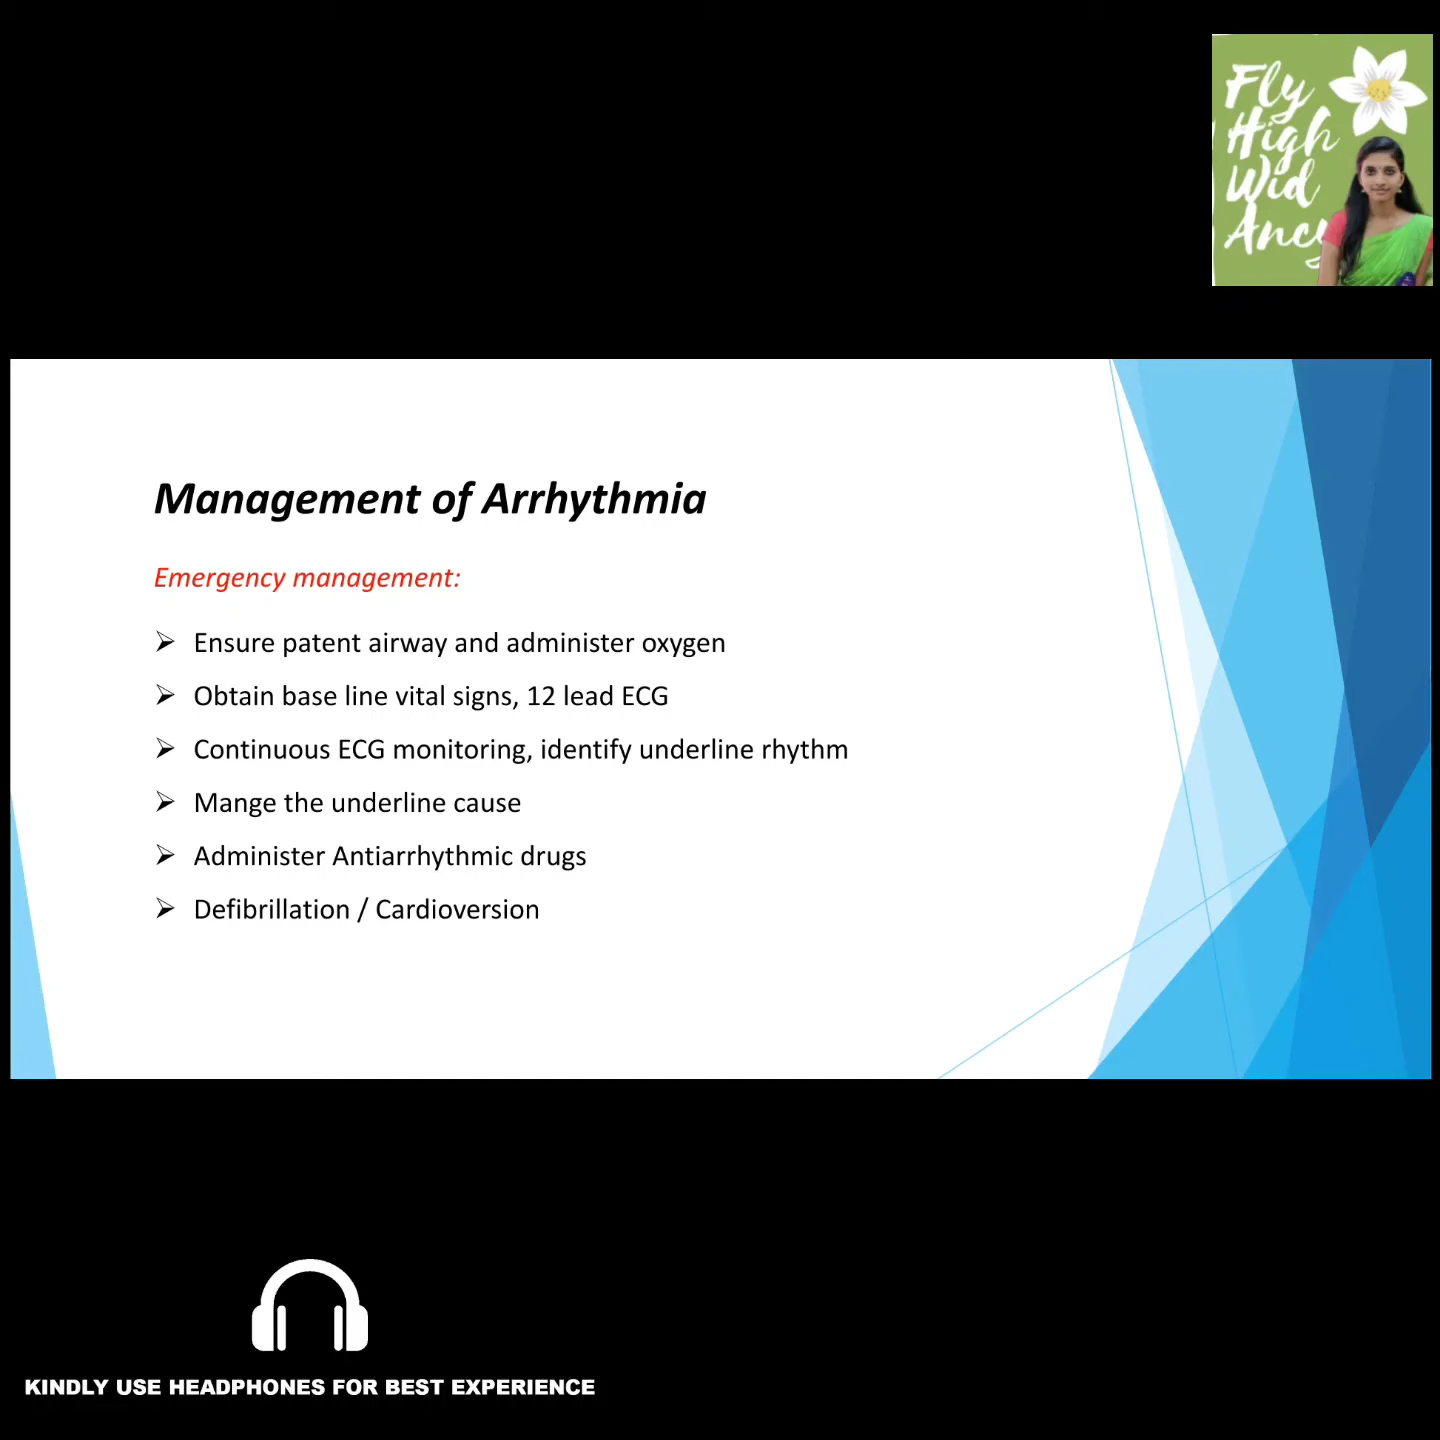 Fly
High
Wid
Ancy
Management of Arrhythmia
Emergency management:
➢ Ensure patent airway and administer oxygen
➢ Obtain base line vital signs, 12 lead ECG
➢ Continuous ECG monitoring, identify underline rhythm
➢ Mange the underline cause
➢ Administer Antiarrhythmic drugs
➢ Defibrillation / Cardioversion
KINDLY USE HEADPHONES FOR BEST EXPERIENCE